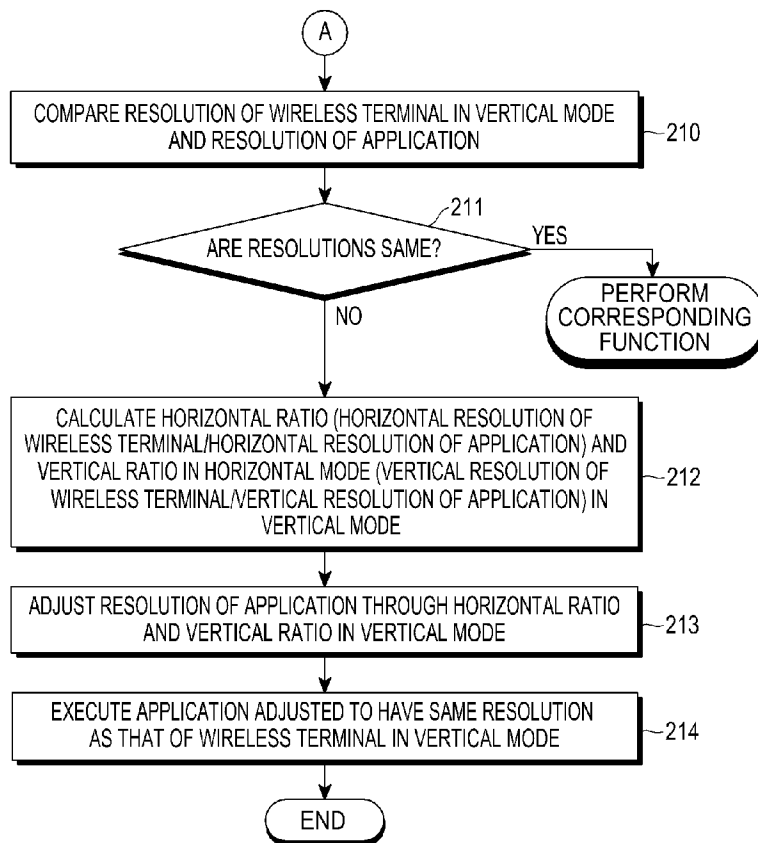 A
COMPARE RESOLUTION OF WIRELESS TERMINAL IN VERTICAL MODE
AND RESOLUTION OF APPLICATION
210
211
ARE RESOLUTIONS SAME?
YES
PERFORM
CORRESPONDING
FUNCTION
NO
CALCULATE HORIZONTAL RATIO (HORIZONTAL RESOLUTION OF
WIRELESS TERMINAL/HORIZONTAL RESOLUTION OF APPLICATION) AND
VERTICAL RATIO IN HORIZONTAL MODE (VERTICAL RESOLUTION OF
WIRELESS TERMINAL/VERTICAL RESOLUTION OF APPLICATION) IN
VERTICAL MODE
212
ADJUST RESOLUTION OF APPLICATION THROUGH HORIZONTAL RATIO
AND VERTICAL RATIO IN VERTICAL MODE
213
EXECUTE APPLICATION ADJUSTED TO HAVE SAME RESOLUTION
AS THAT OF WIRELESS TERMINAL IN VERTICAL MODE
214
END